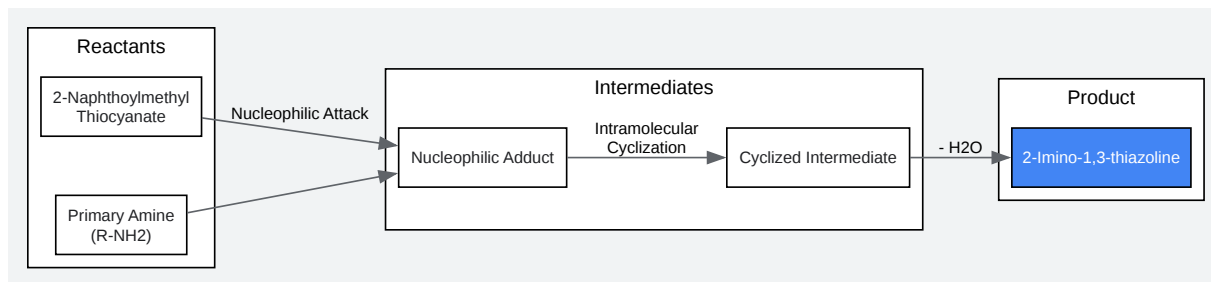 Reactants
2-Naphthoylmethyl
Thiocyanate
Primary Amine
(R-NH2)
Nucleophilic Attack
Intermediates
Nucleophilic Adduct
Intramolecular
Cyclization
Cyclized Intermediate
- H2O
Product
2-Imino-1,3-thiazoline